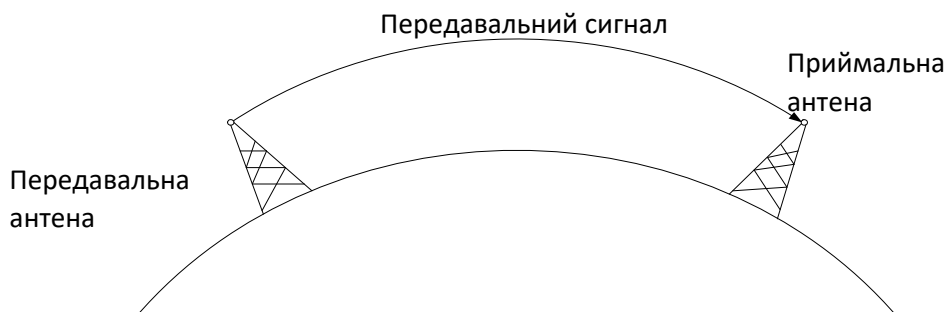 Передавальний сигнал
Приймальна
антена
Передавальна
антена